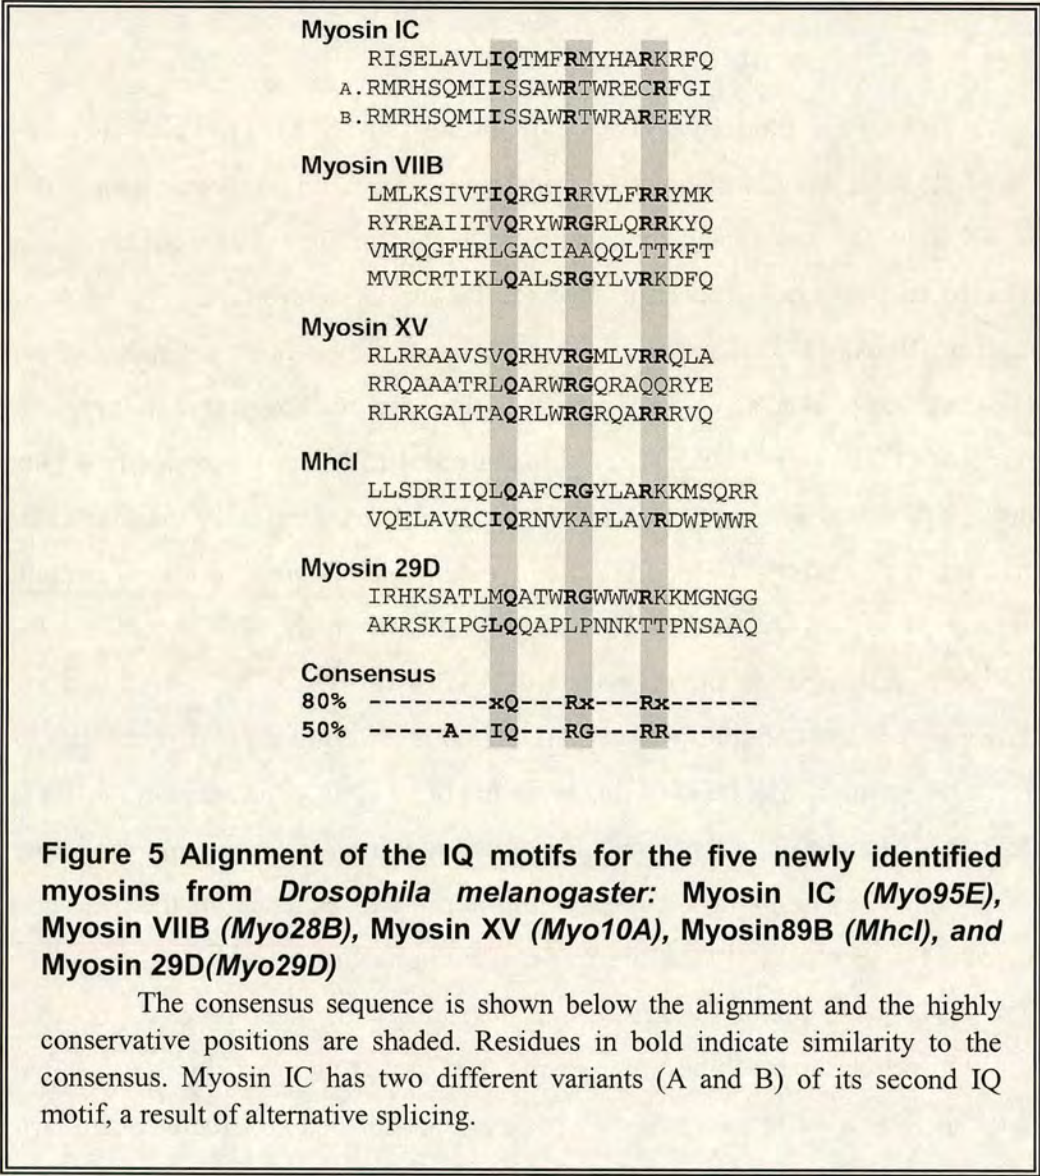 Myosin IC
RISELAVLIQTMFRMYHARKRFQ
A.RMRHSQMIISSAWRTWRECRFGI
B.RMRHSQMIISSAWRTWRAREEYR
Myosin VIIB
LMLKSIVTIQRGIRRVLFRRYMK
RYREAIITVQRYWRGRLQRRKYQ
VMRQGFHRLGACIAAQQLTTKFT
MVRCRTIKLQALSRGYLVRKDFQ
Myosin XV
RLRRAAVSVQRHVRGMLVRRQLA
RRQAAATRLQARWRGQRAQQRYE
RLRKGALTAQRLWRGRQARRRVQ
Mhcl
LLSDRIIQLQAFCRGYLARKKMSQRR
VQELAVRCIQRNVKAFLAVRDWPWWR
Myosin 29D
IRHKSATLMQATWRGWWWRKKMGNGG
AKRSKIPGLQQAPLPNNKTTPNSAAQ
Consensus
80% --------xQ---Rx---Rx------
50% -----A--IQ---RG---RR------
Figure 5 Alignment of the IQ motifs for the five newly identified
myosins from Drosophila melanogaster: Myosin IC (Myo95E),
Myosin VIIB (Myo28B), Myosin XV (Myo10A), Myosin89B (Mhcl), and
Myosin 29D(Myo29D)
The consensus sequence is shown below the alignment and the highly
conservative positions are shaded. Residues in bold indicate similarity to the
consensus. Myosin IC has two different variants (A and B) of its second IQ
motif, a result of alternative splicing.